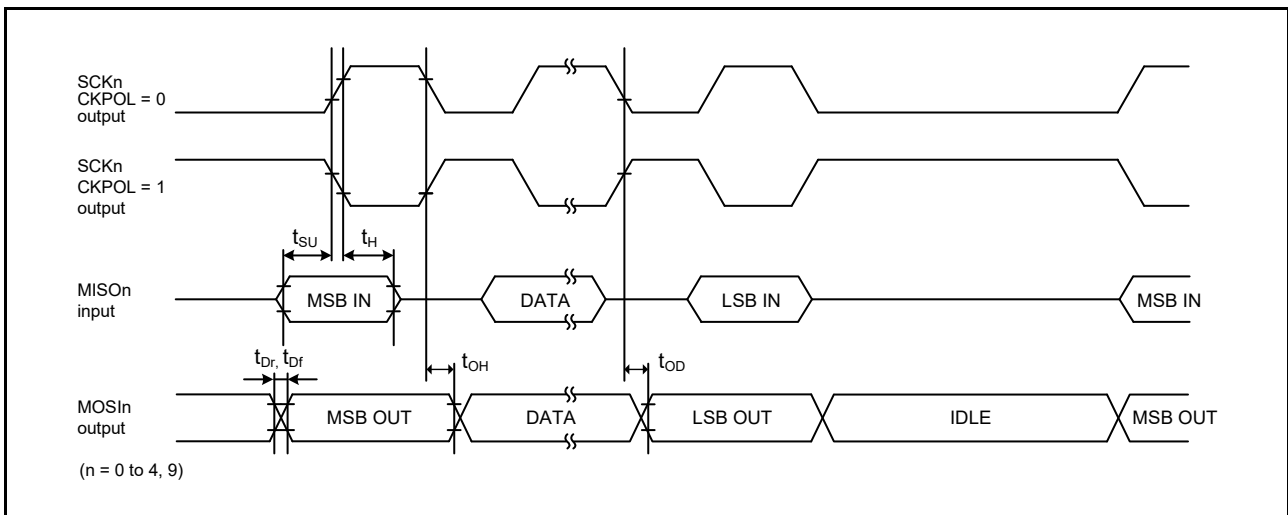 SCKn
CKPOL = 0
output
SCKn
CKPOL = 1
output
tSU
tH
MISOn
input
MSB IN
DATA
LSB IN
MSB IN
tDr, tDf
tOH
tOD
MOSIn
output
MSB OUT
DATA
LSB OUT
IDLE
MSB OUT
(n = 0 to 4, 9)